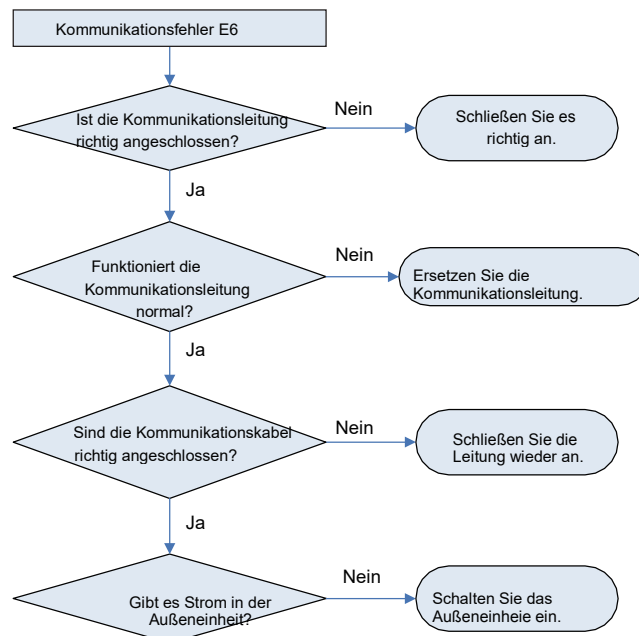 Kommunikationsfehler E6
Ist die Kommunikationsleitung
richtig angeschlossen?
Nein
Schließen Sie es
richtig an.
Ja
Funktioniert die
Kommunikationsleitung
normal?
Nein
Ersetzen Sie die
Kommunikationsleitung.
Ja
Sind die Kommunikationskabel
richtig angeschlossen?
Nein
Schließen Sie die
Leitung wieder an.
Ja
Gibt es Strom in der
Außeneinheit?
Nein
Schalten Sie das
Außeneinheie ein.